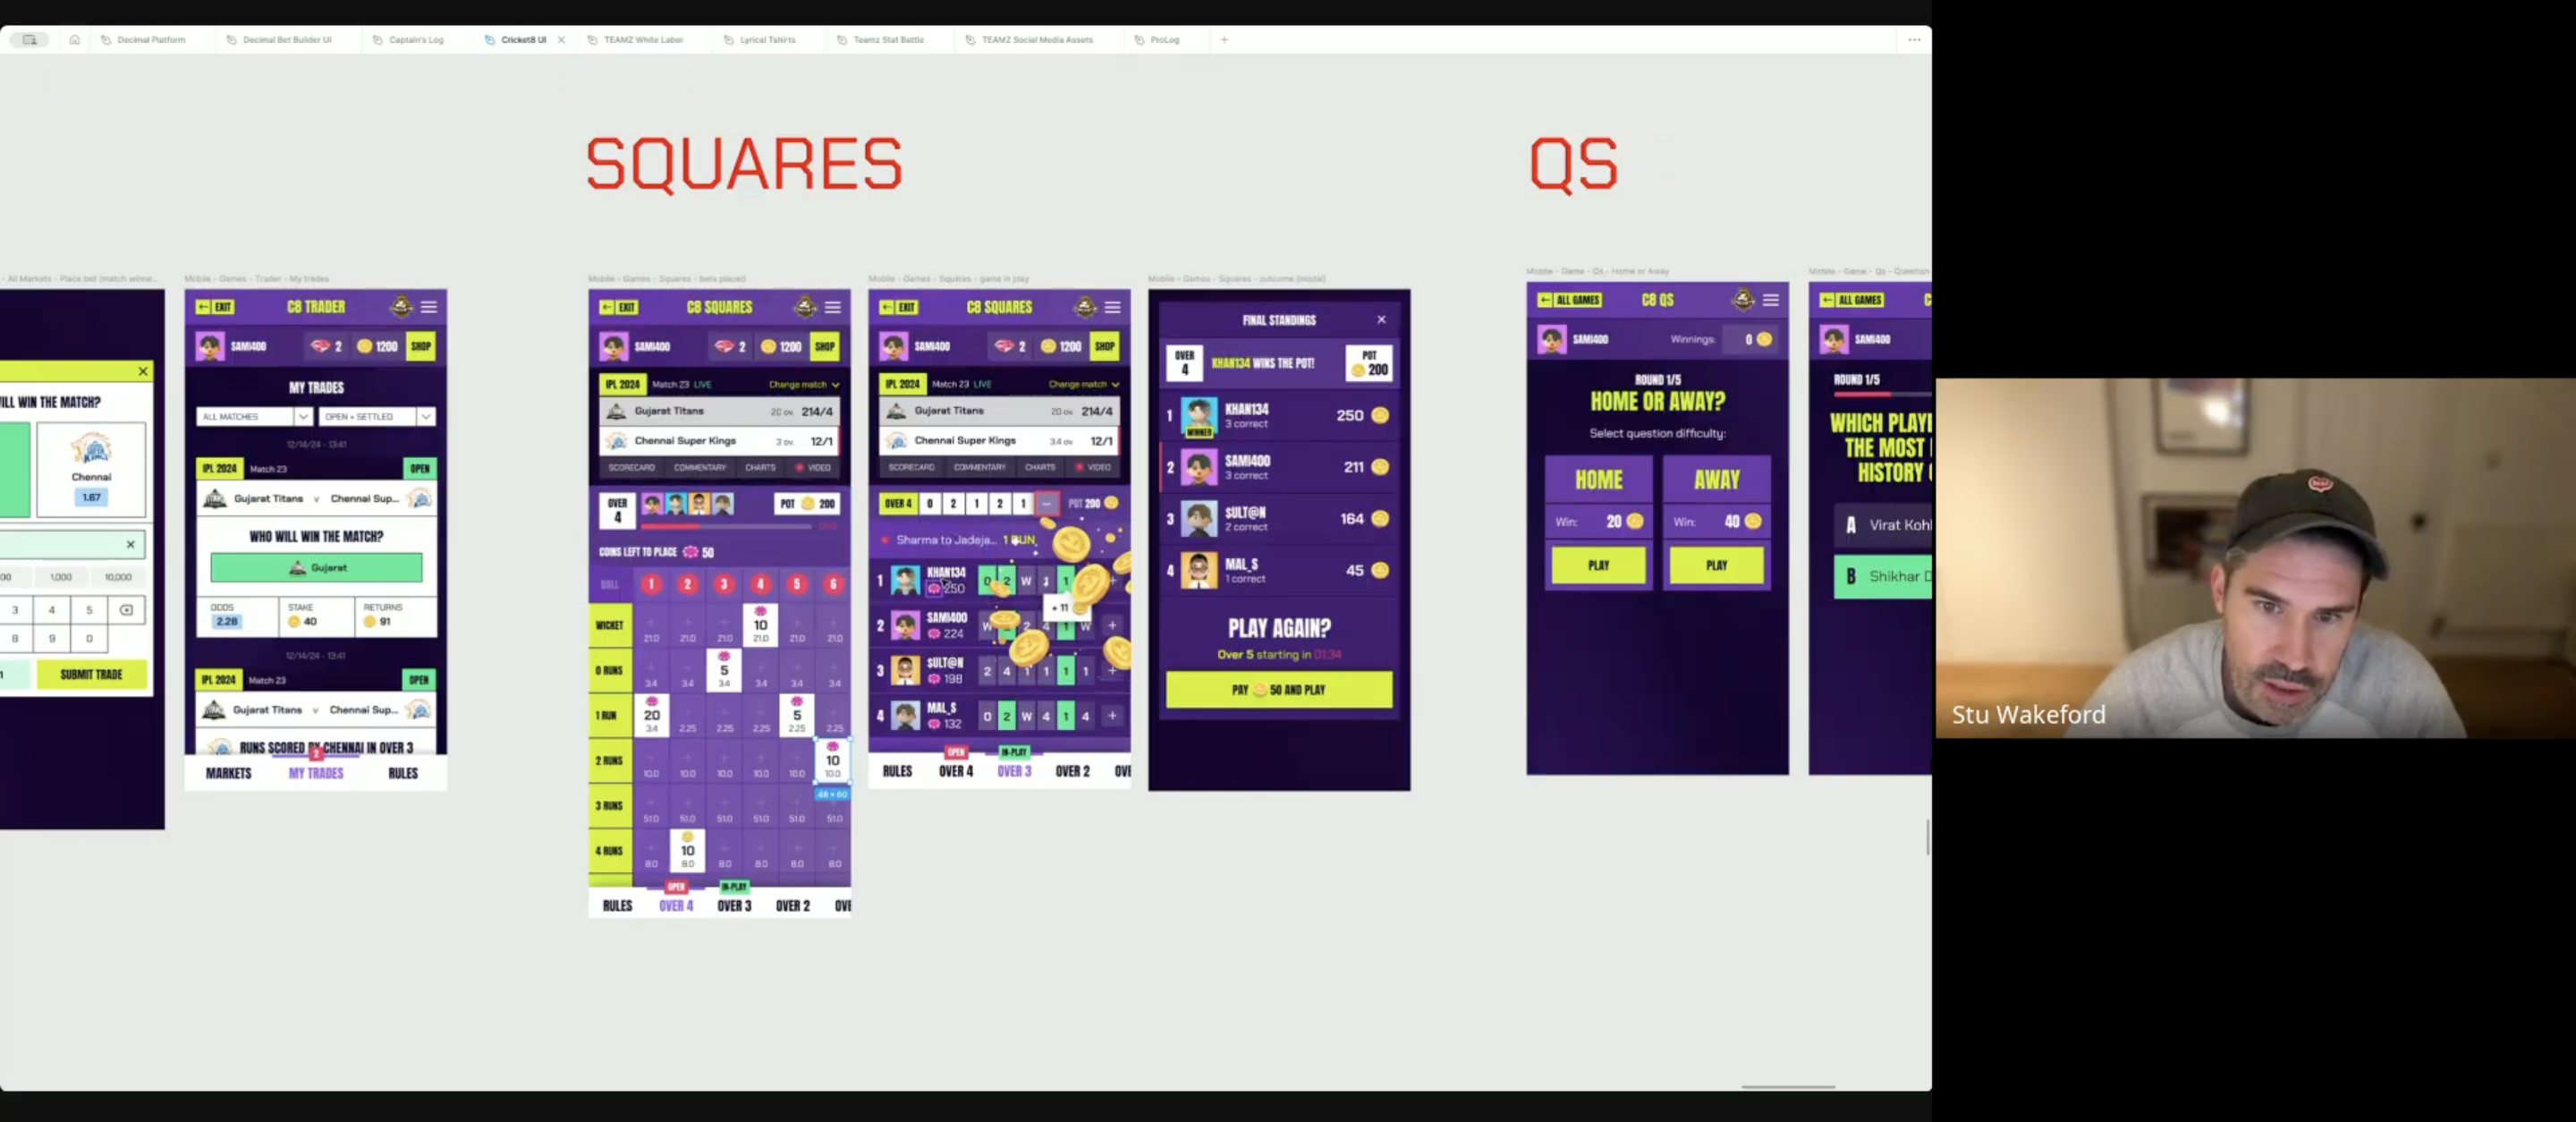 Decimal Platform
Decimal Bet Builder UI
Captain's Log
Cricket8 UI
TEAMZ White Label
Lyrical Tshirts
Teamz Stat Battle
TEAMZ Social Media Assets
ProLog
SQUARES
QS
- All Markets - Place bet (match winne...
ILL WIN THE MATCH?
Chennai
1.67
00 1,000 10,000
3 4 5
8 9 0
1
SUBMIT TRADE
Mobile - Games - Trader - My trades
← EXIT C8 TRADER
SAMI400 2 1200 SHOP
MY TRADES
ALL MATCHES OPEN + SETTLED
12/14/24 - 13:41
IPL 2024 Match 23 OPEN
Gujarat Titans v Chennai Sup...
WHO WILL WIN THE MATCH?
Gujarat
ODDS STAKE RETURNS
2.28 40 91
12/14/24 - 13:41
IPL 2024 Match 23 OPEN
Gujarat Titans v Chennai Sup...
RUNS SCORED BY CHENNAI IN OVER 3
2
MARKETS MY TRADES RULES
Mobile - Games - Squares - bets placed
← EXIT C8 SQUARES
SAMI400 2 1200 SHOP
IPL 2024 Match 23 LIVE Change match
Gujarat Titans 20 ov. 214/4
Chennai Super Kings 3 ov. 12/1
SCORECARD COMMENTARY CHARTS VIDEO
OVER 4 POT 200
COINS LEFT TO PLACE 50
BALL 1 2 3 4 5 6
WICKET 21.0 21.0 21.0 10 21.0 21.0 21.0
0 RUNS 3.4 3.4 5 3.4 3.4 3.4
1 RUN 20 3.4 2.25 2.25 2.25 5 2.25 2.25
2 RUNS 10.0 10.0 10.0 10.0 10.0 10 10.0
48 × 60
3 RUNS 51.0 51.0 51.0 51.0 51.0 51.0
4 RUNS 8.0 10 8.0 8.0 8.0 8.0 8.0
OPEN IN-PLAY
RULES OVER 4 OVER 3 OVER 2 OVE
Mobile - Games - Squares - game in play
← EXIT C8 SQUARES
SAMI400 2 1200 SHOP
IPL 2024 Match 23 LIVE Change match
Gujarat Titans 20 ov. 214/4
Chennai Super Kings 3.4 ov. 12/1
SCORECARD COMMENTARY CHARTS VIDEO
OVER 4 0 2 1 2 1 -- POT 200
Sharma to Jadeja... 1 RUN
1 KHAN134 250 0 2 W 1 +
+ 11
2 SAMI400 224 W 2 4 1 W +
3 SULT@N 198 2 4 1 1 1 1 +
4 MAL_S 132 0 2 W 4 1 4 +
OPEN IN-PLAY
RULES OVER 4 OVER 3 OVER 2 OVE
Mobile - Games - Squares - outcome (modal)
FINAL STANDINGS
OVER 4 KHAN134 WINS THE POT! POT 200
1 WINNER KHAN134 3 correct 250
2 SAMI400 3 correct 211
3 SULT@N 2 correct 164
4 MAL_S 1 correct 45
PLAY AGAIN?
Over 5 starting in 01:34
PAY 50 AND PLAY
Mobile - Game - Qs - Home or Away
← ALL GAMES C8 QS
SAMI400 Winnings: 0
ROUND 1/5
HOME OR AWAY?
Select question difficulty:
HOME AWAY
Win: 20 Win: 40
PLAY PLAY
Mobile - Game - Qs - Question
← ALL GAMES C
SAMI400
ROUND 1/5
WHICH PLAYE
THE MOST
HISTORY
A Virat Kohl
B Shikhar D
Stu Wakeford